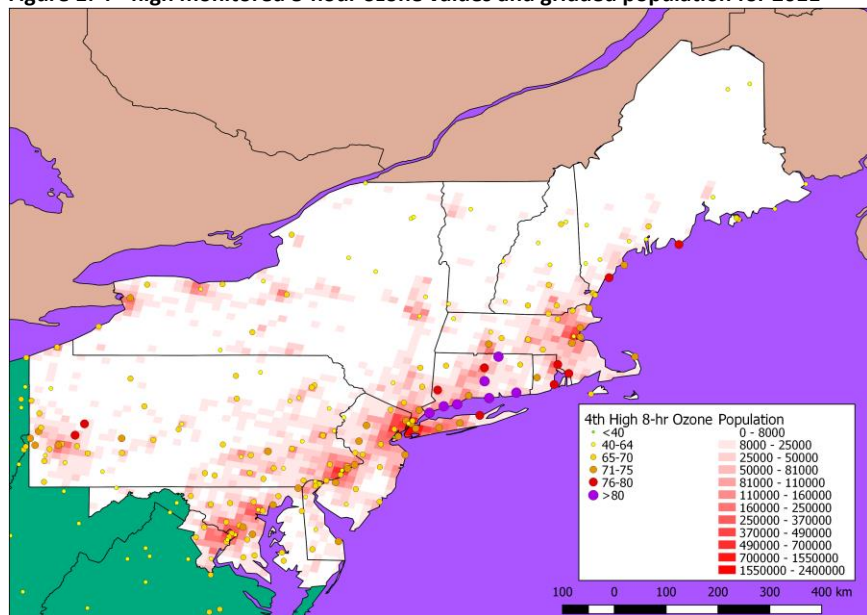 Figure high monitored 8-hour ozone values and gridded population for 2022
4th High 8-hr Ozone Population
<40 0 - 8000
40-64 8000 - 25000
65-70 25000 - 50000
71-75 50000 - 81000
76-80 81000 - 110000
>80 110000 - 160000
160000 - 250000
250000 - 370000
370000 - 490000
490000 - 700000
700000 - 1550000
1550000 - 2400000
100 0 100 200 300 400 km